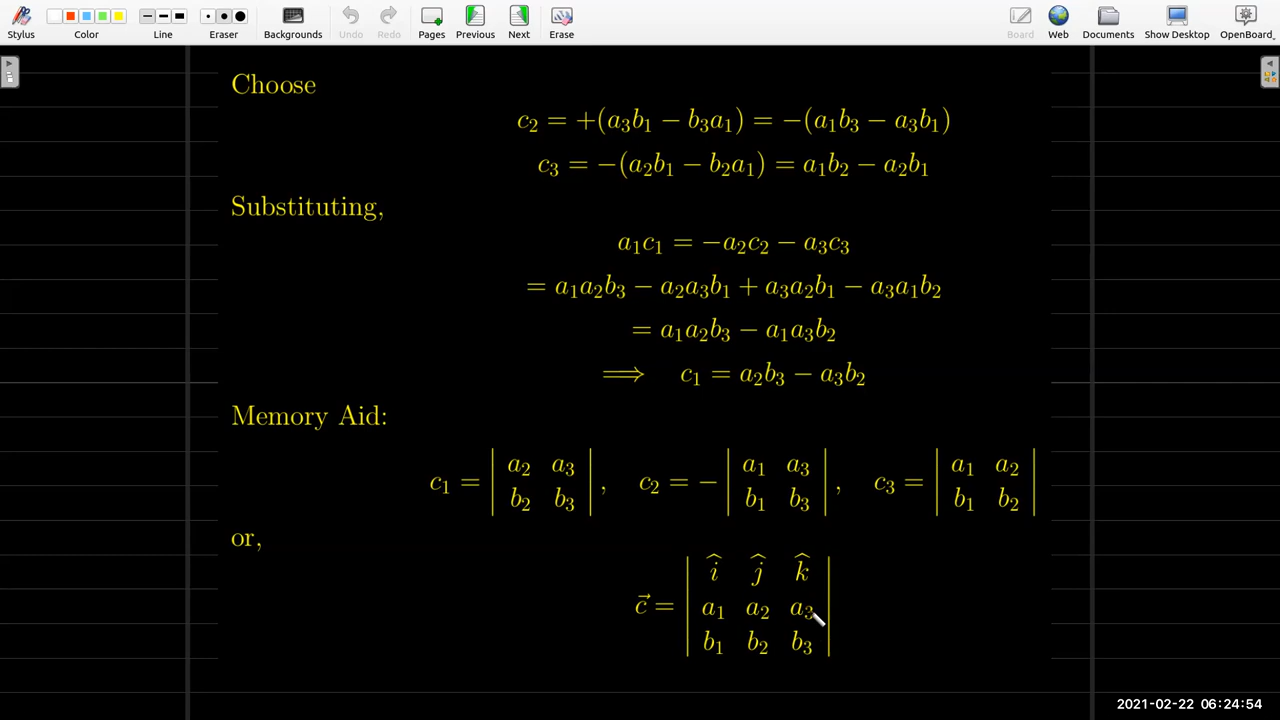 Stylus Color Line Eraser Backgrounds Undo Redo Pages Previous Next Erase Board Web Documents Show Desktop OpenBoard
Choose
c₂ = +(a₃b₁ − b₃a₁) = −(a₁b₃ − a₃b₁)
c₃ = −(a₂b₁ − b₂a₁) = a₁b₂ − a₂b₁
Substituting,
a₁c₁ = −a₂c₂ − a₃c₃
= a₁a₂b₃ − a₂a₃b₁ + a₃a₂b₁ − a₃a₁b₂
= a₁a₂b₃ − a₁a₃b₂
⟹ c₁ = a₂b₃ − a₃b₂
Memory Aid:
c₁ = | a₂ a₃ ; b₂ b₃ | , c₂ = − | a₁ a₃ ; b₁ b₃ | , c₃ = | a₁ a₂ ; b₁ b₂ |
or,
î ĵ k̂
c⃗ = | a₁ a₂ a₃ |
b₁ b₂ b₃
2021-02-22 06:24:54